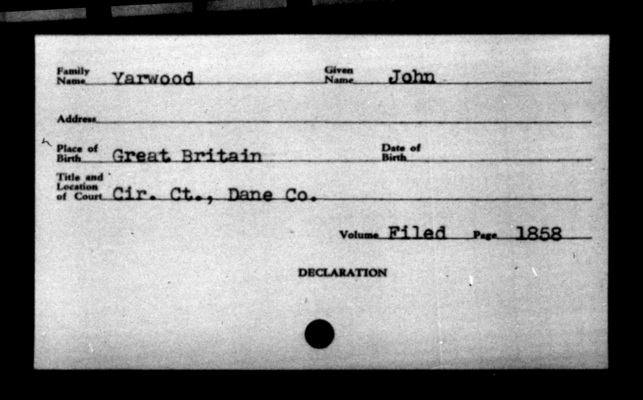 Family Name Yarwood Given Name John
Address
Place of Birth Great Britain Date of Birth
Title and Location of Court Cir. Ct., Dane Co.
Volume Filed Page 1858
DECLARATION